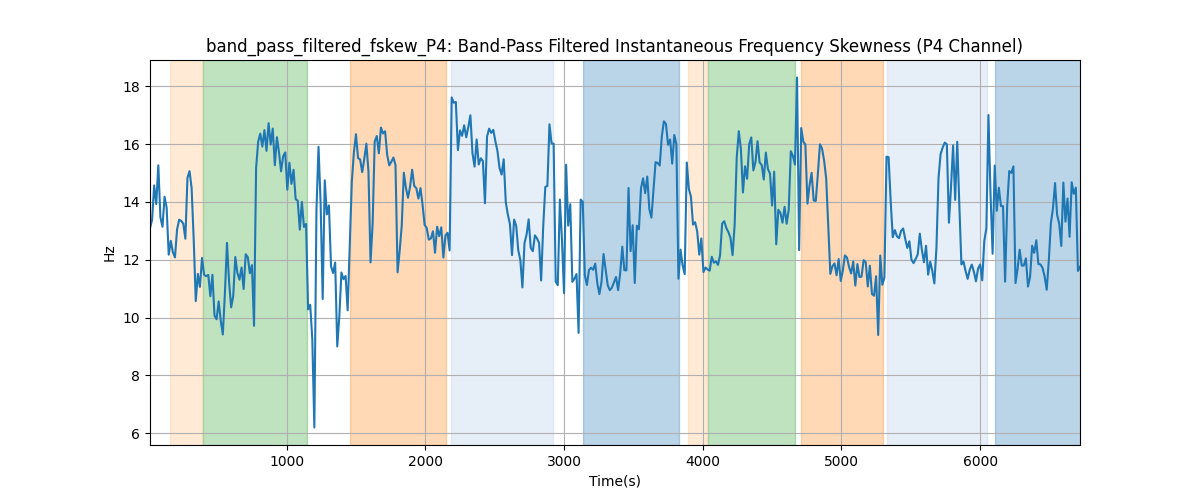 band_pass_filtered_fskew_P4: Band-Pass Filtered Instantaneous Frequency Skewness (P4 Channel)
18
16
14
12
10
8
6
Hz
1000 2000 3000 4000 5000 6000
Time(s)